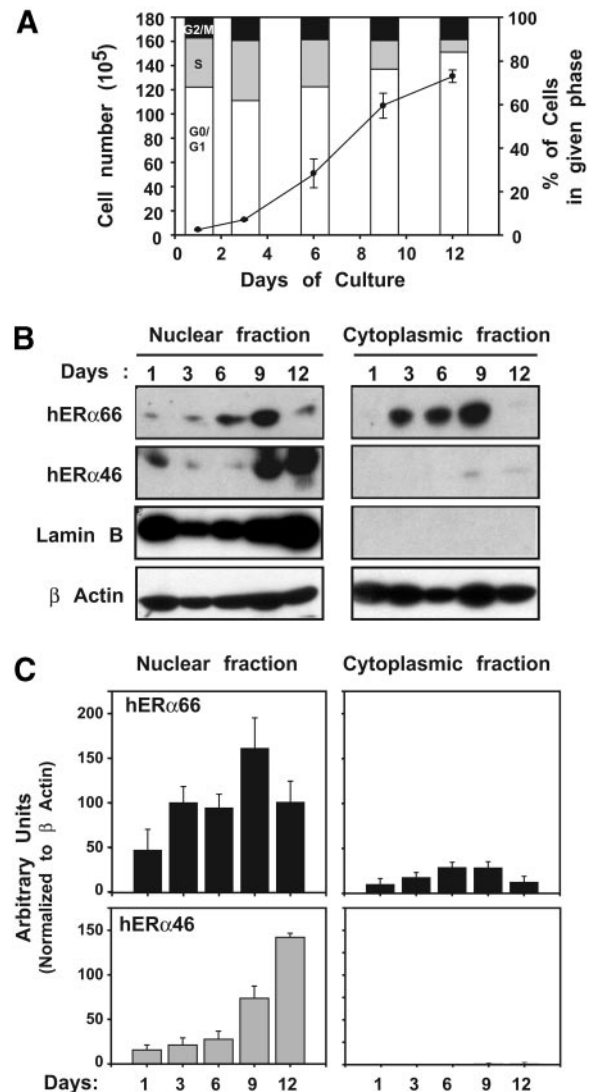 A
Cell number (10⁵)
180
160
140
120
100
80
60
40
20
0
G2/M
S
G0/
G1
100
80
60
40
20
0
% of Cells
in given phase
0 2 4 6 8 10 12
Days of Culture
B
Nuclear fraction Cytoplasmic fraction
Days : 1 3 6 9 12 1 3 6 9 12
hERα66
hERα46
Lamin B
β Actin
C
Nuclear fraction Cytoplasmic fraction
Arbitrary Units
(Normalized to β Actin)
hERα66
200
150
100
50
0
hERα46
150
100
50
0
Days: 1 3 6 9 12 1 3 6 9 12